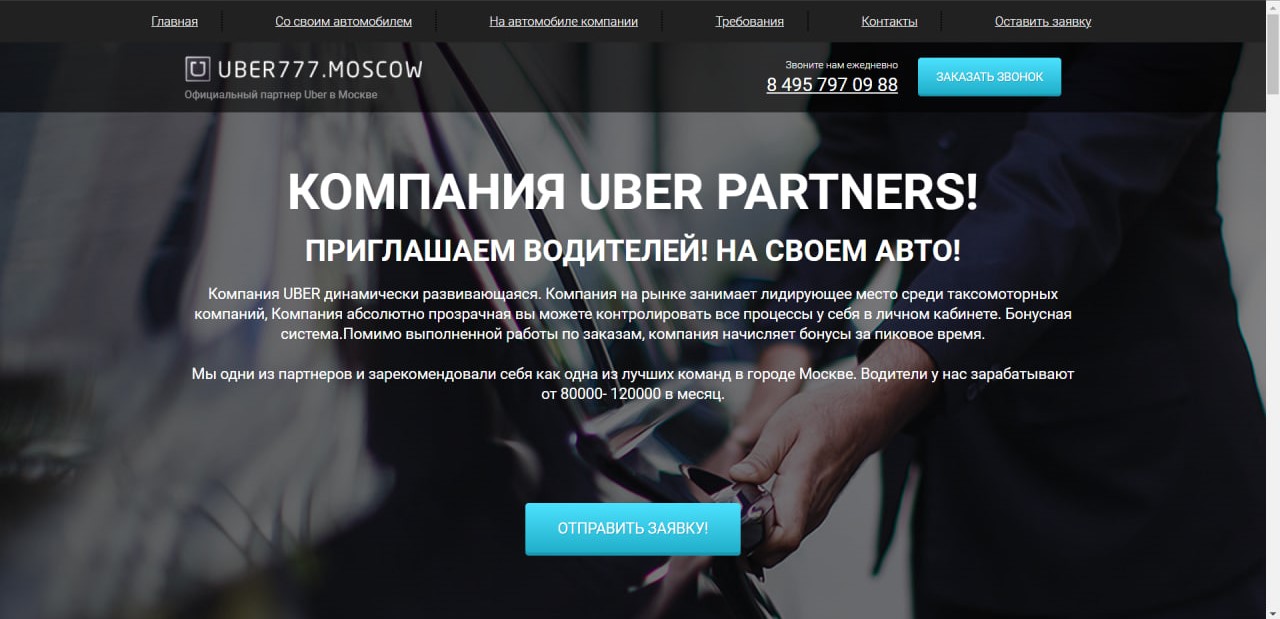 Главная Со своим автомобилем На автомобиле компании Требования Контакты Оставить заявку
UBER777.MOSCOW
Официальный партнер Uber в Москве
Звоните нам ежедневно
8 495 797 09 88
ЗАКАЗАТЬ ЗВОНОК
КОМПАНИЯ UBER PARTNERS!
ПРИГЛАШАЕМ ВОДИТЕЛЕЙ! НА СВОЕМ АВТО!
Компания UBER динамически развивающаяся. Компания на рынке занимает лидирующее место среди таксомоторных
компаний, Компания абсолютно прозрачная вы можете контролировать все процессы у себя в личном кабинете. Бонусная
система.Помимо выполненной работы по заказам, компания начисляет бонусы за пиковое время.
Мы одни из партнеров и зарекомендовали себя как одна из лучших команд в городе Москве. Водители у нас зарабатывают
от 80000- 120000 в месяц.
ОТПРАВИТЬ ЗАЯВКУ!